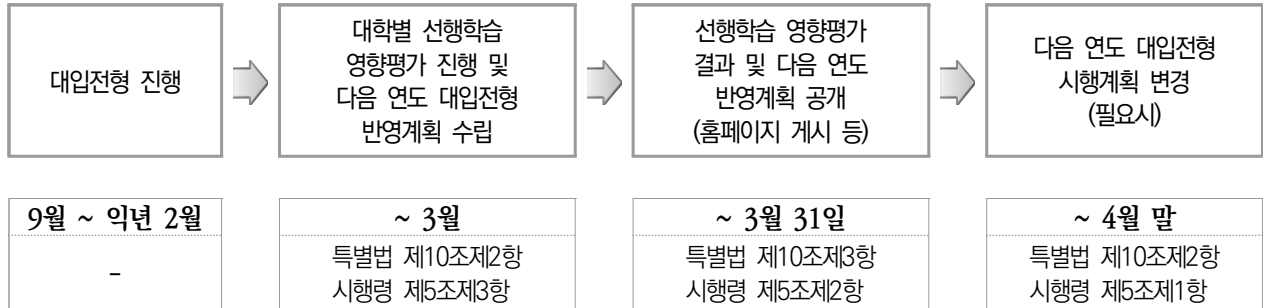 대입전형 진행
대학별 선행학습
영향평가 진행 및
다음 연도 대입전형
반영계획 수립
선행학습 영향평가
결과 및 다음 연도
반영계획 공개
(홈페이지 게시 등)
다음 연도 대입전형
시행계획 변경
(필요시)
9월 ~ 익년 2월
-
~ 3월
특별법 제10조제2항
시행령 제5조제3항
~ 3월 31일
특별법 제10조제3항
시행령 제5조제2항
~ 4월 말
특별법 제10조제2항
시행령 제5조제1항